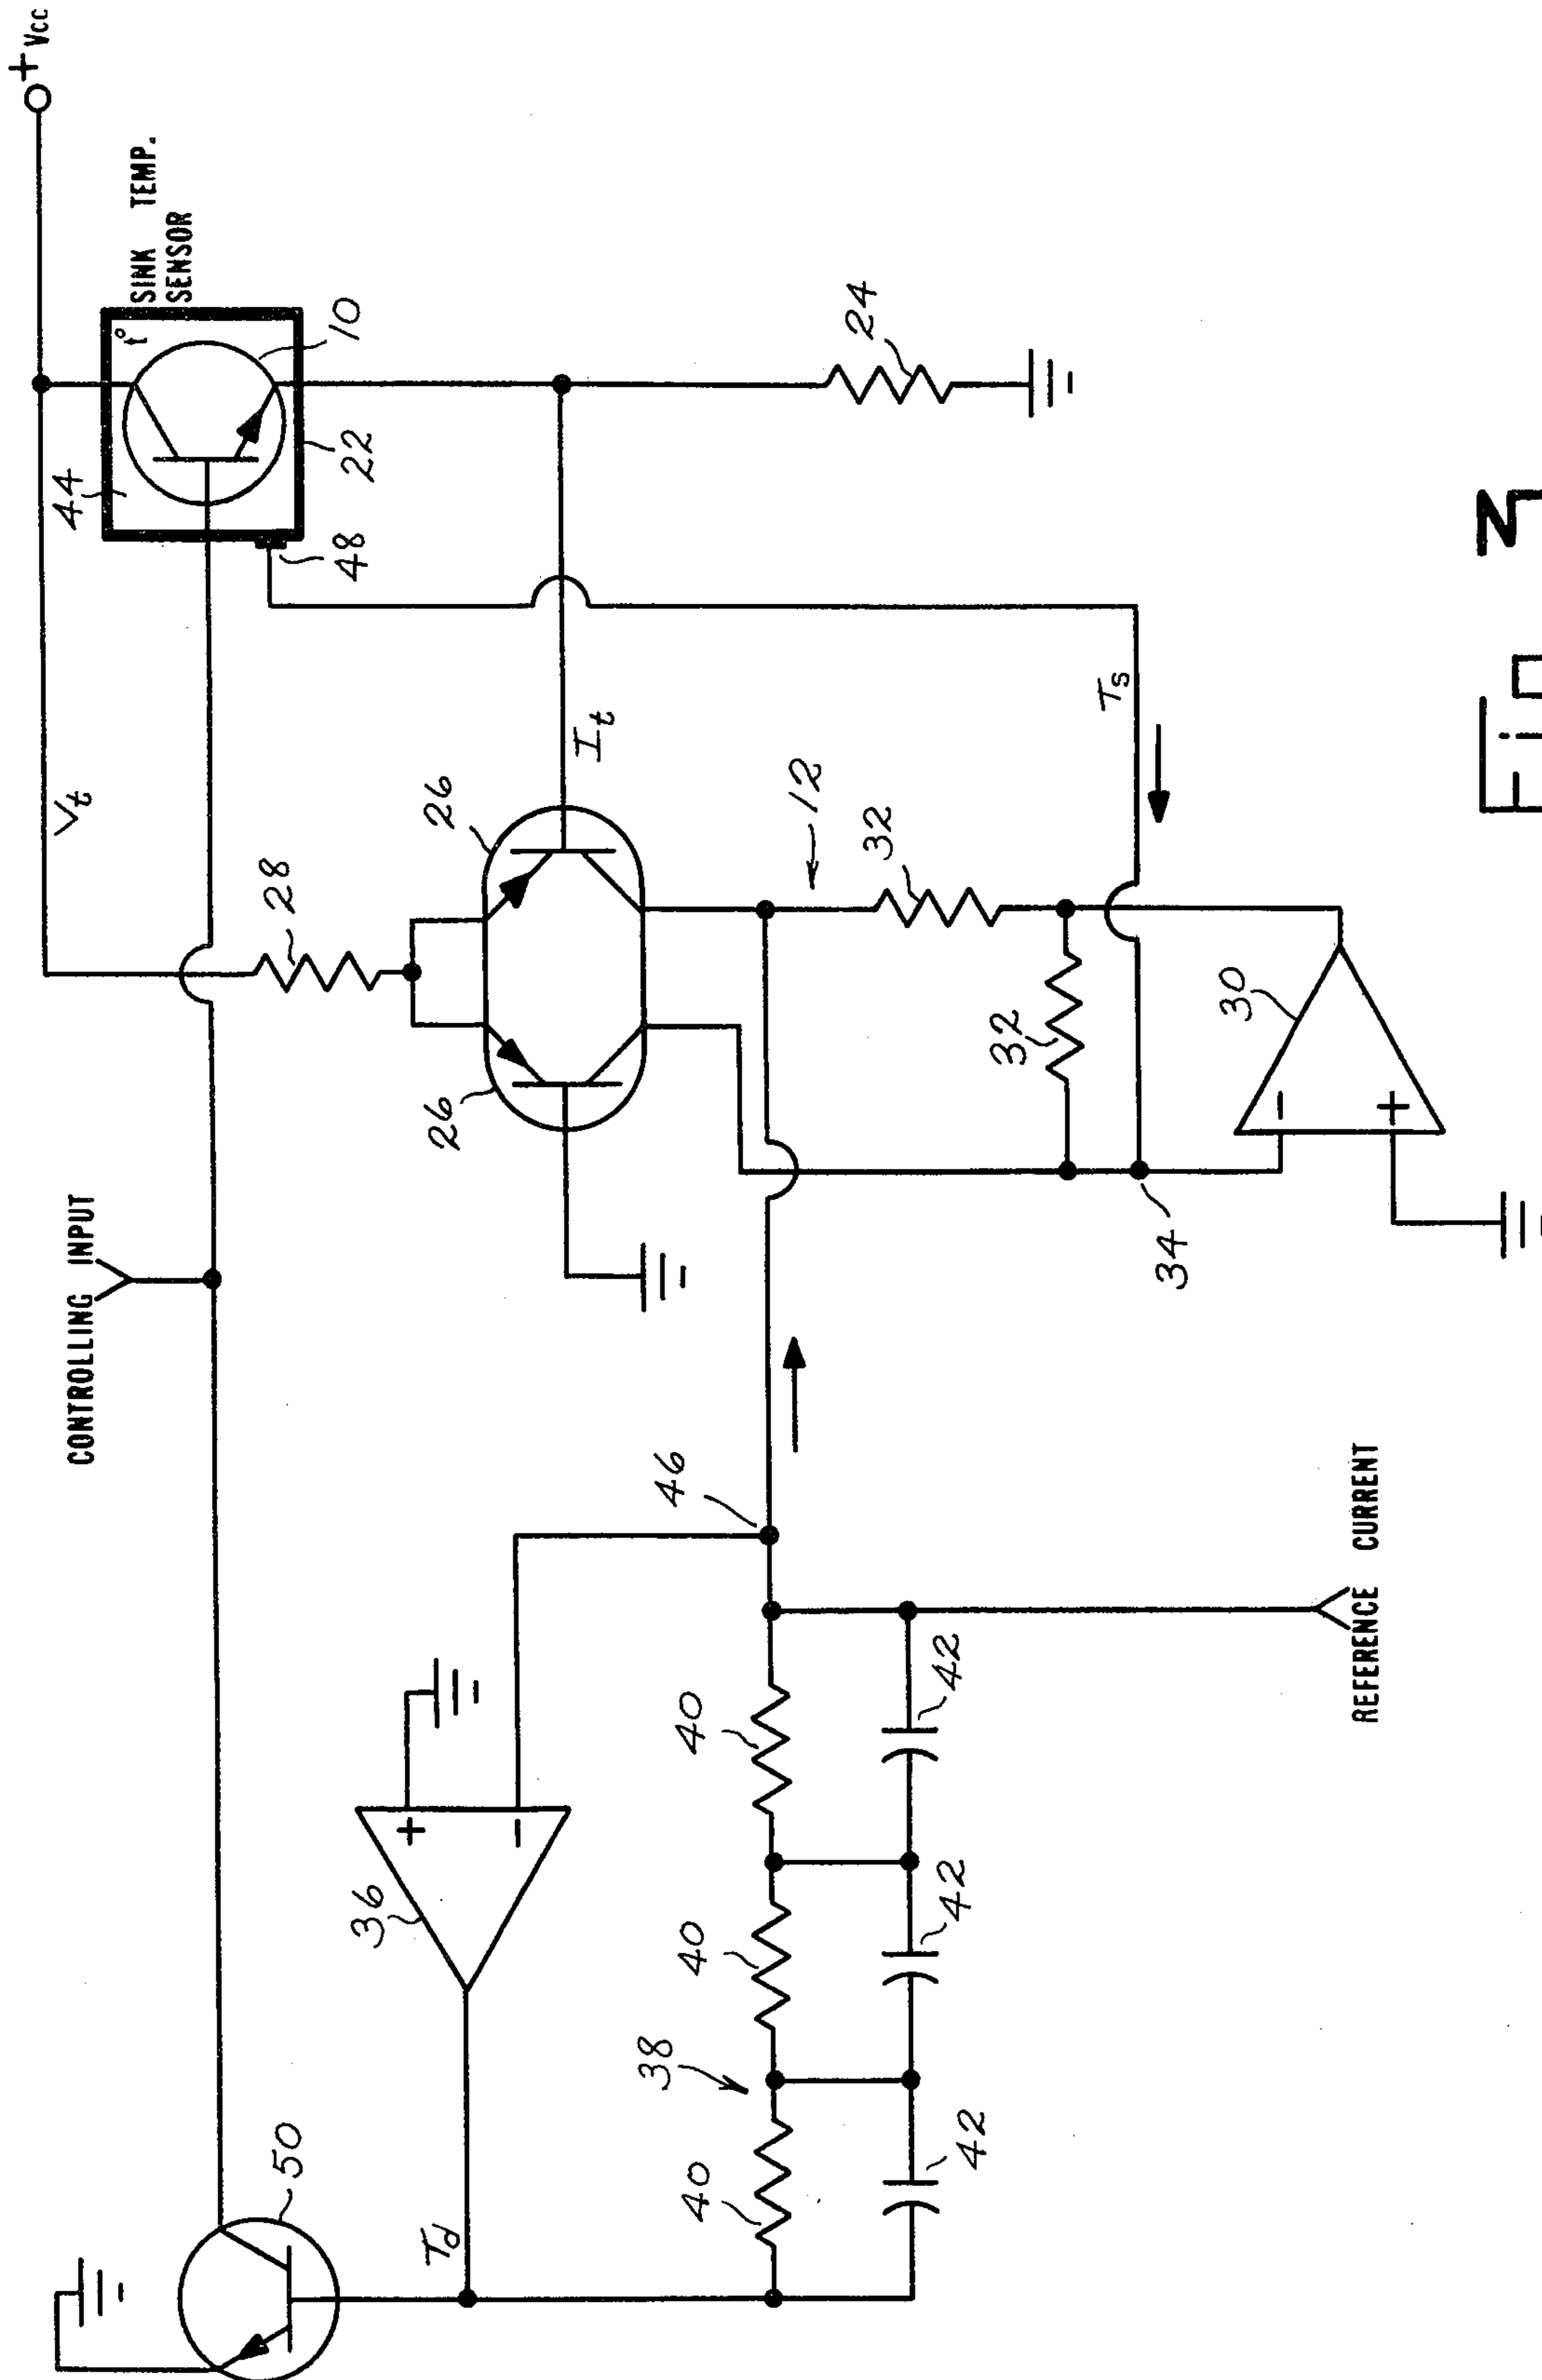 +Vcc
Vt
44
CONTROLLING INPUT
t°
SINK TEMP.
SENSOR
50
28
48
22
10
36
+
-
26
26
Td
It
38
46
40
40
40
12
24
42
42
42
32
32
Ts
34
30
-
+
REFERENCE CURRENT